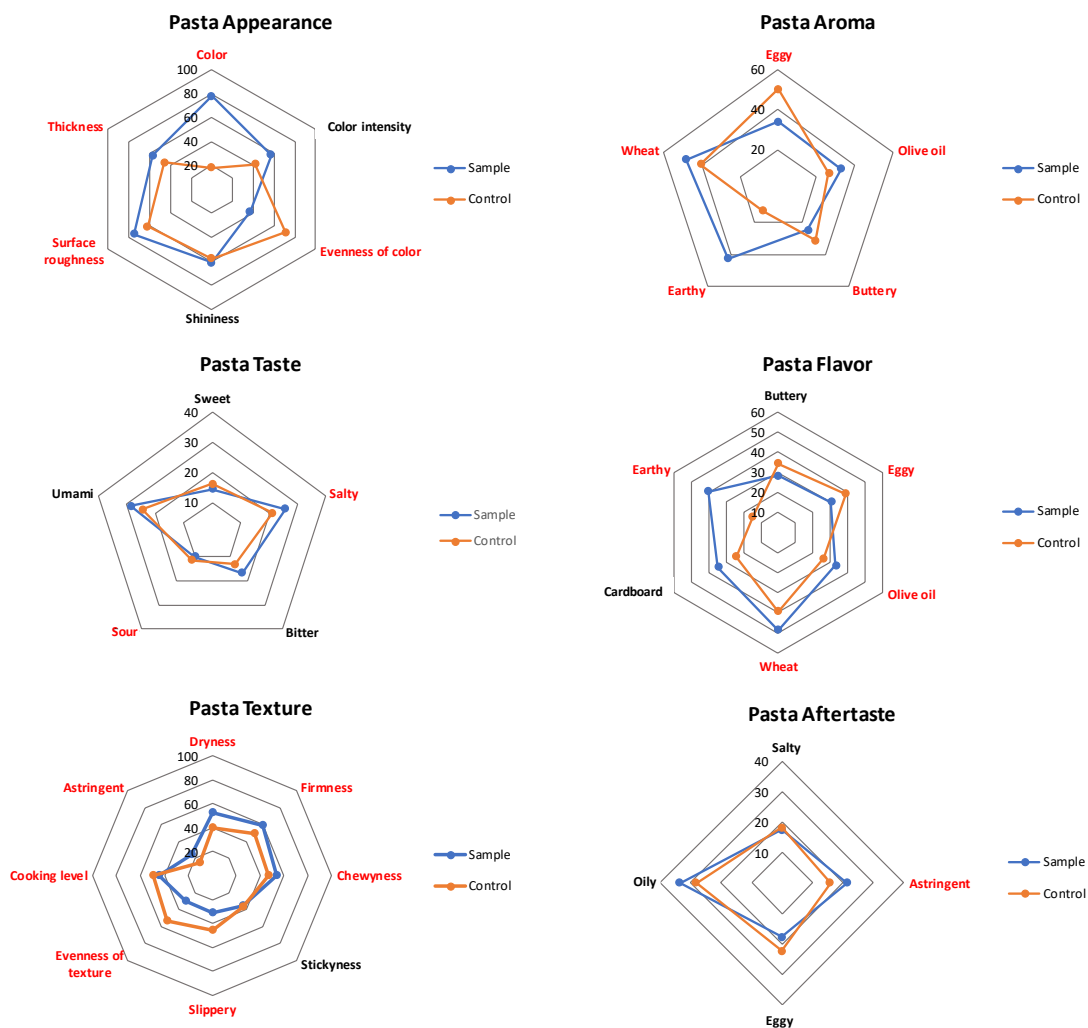 Pasta Appearance
Color
100
80
60
40
20
Color intensity
Evenness of color
Shininess
Surface
roughness
Thickness
Sample
Control
Pasta Aroma
Eggy
60
40
20
Olive oil
Buttery
Earthy
Wheat
Sample
Control
Pasta Taste
Sweet
40
30
20
10
Salty
Bitter
Sour
Umami
Sample
Control
Pasta Flavor
Buttery
60
50
40
30
20
10
Eggy
Olive oil
Wheat
Cardboard
Earthy
Sample
Control
Pasta Texture
Dryness
100
80
60
40
20
Firmness
Chewyness
Stickyness
Slippery
Evenness of
texture
Cooking level
Astringent
Sample
Control
Pasta Aftertaste
Salty
40
30
20
10
Astringent
Eggy
Oily
Sample
Control